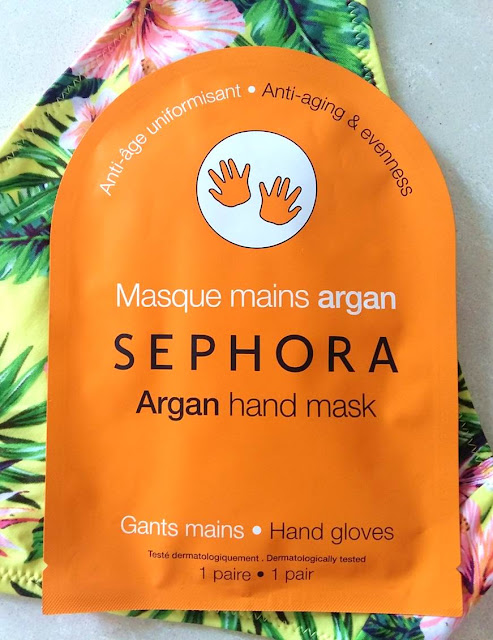 Anti-âge uniformisant • Anti-aging & evenness
Masque mains argan
SEPHORA
Argan hand mask
Gants mains • Hand gloves
Testé dermatologiquement . Dermatologically tested
1 paire • 1 pair